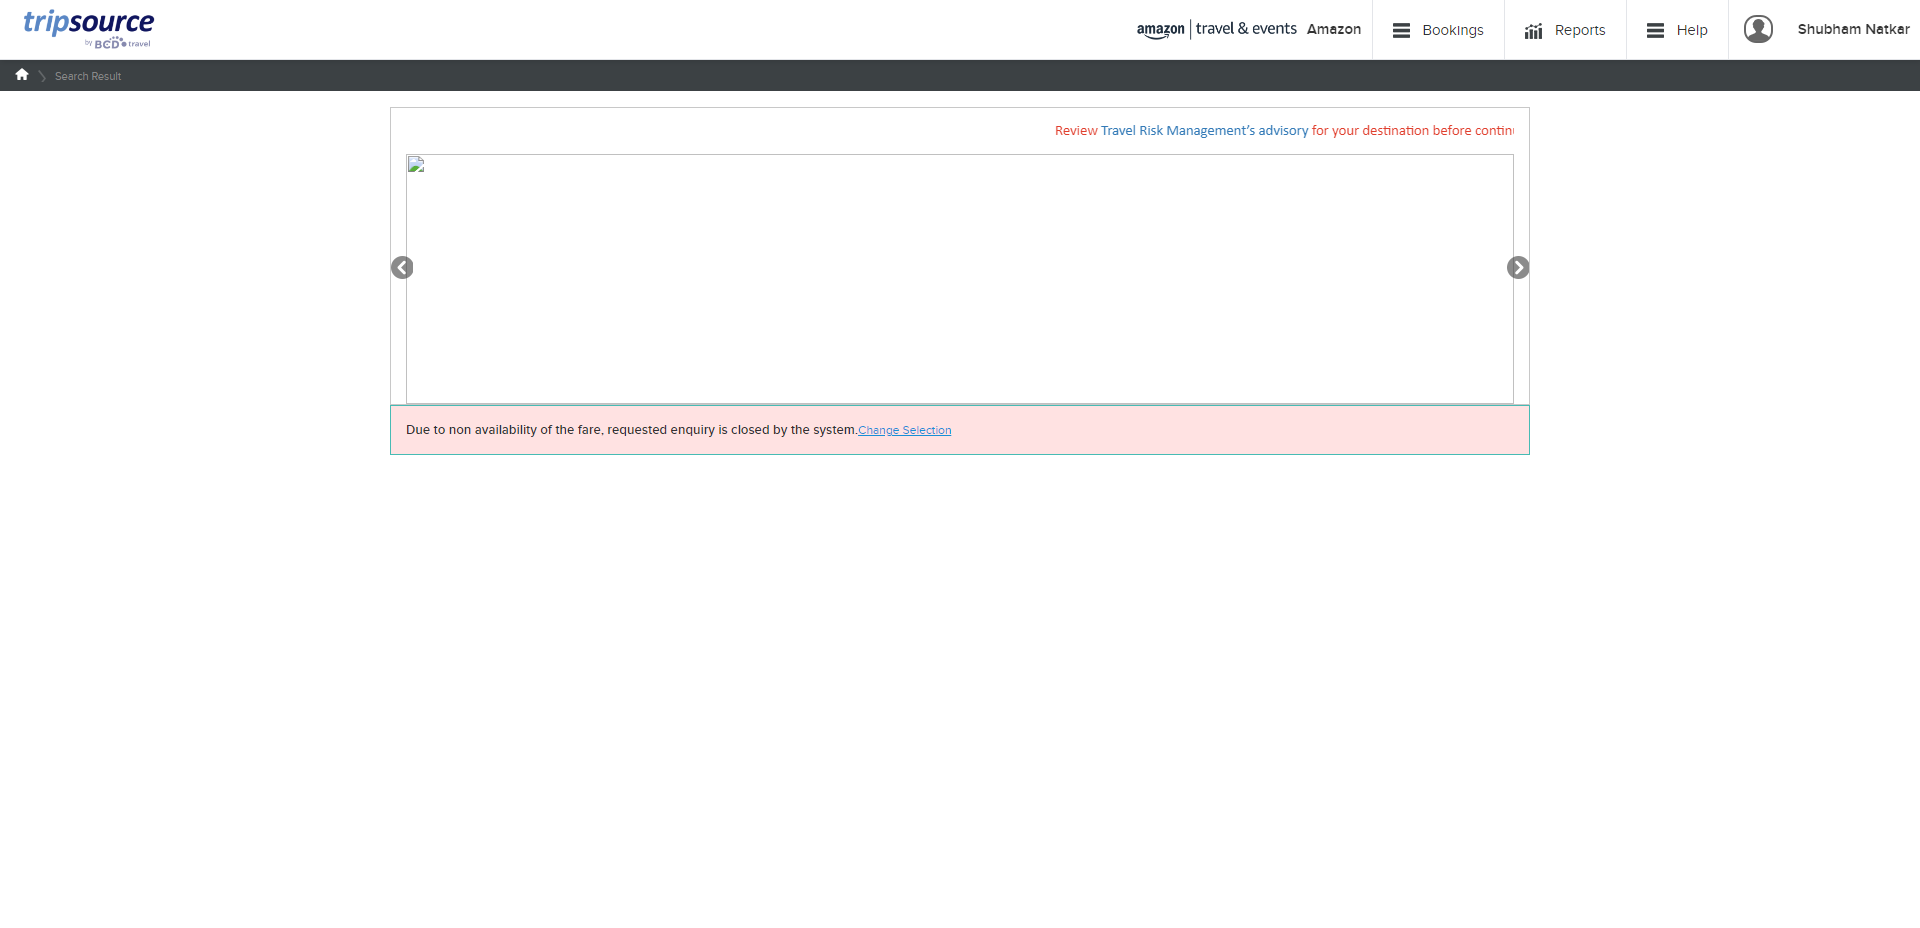 tripsource
by BCD travel
amazon | travel & events Amazon
Bookings
Reports
Help
Shubham Natkar
Search Result
Review Travel Risk Management’s advisory for your destination before contin
Due to non availability of the fare, requested enquiry is closed by the system.Change Selection